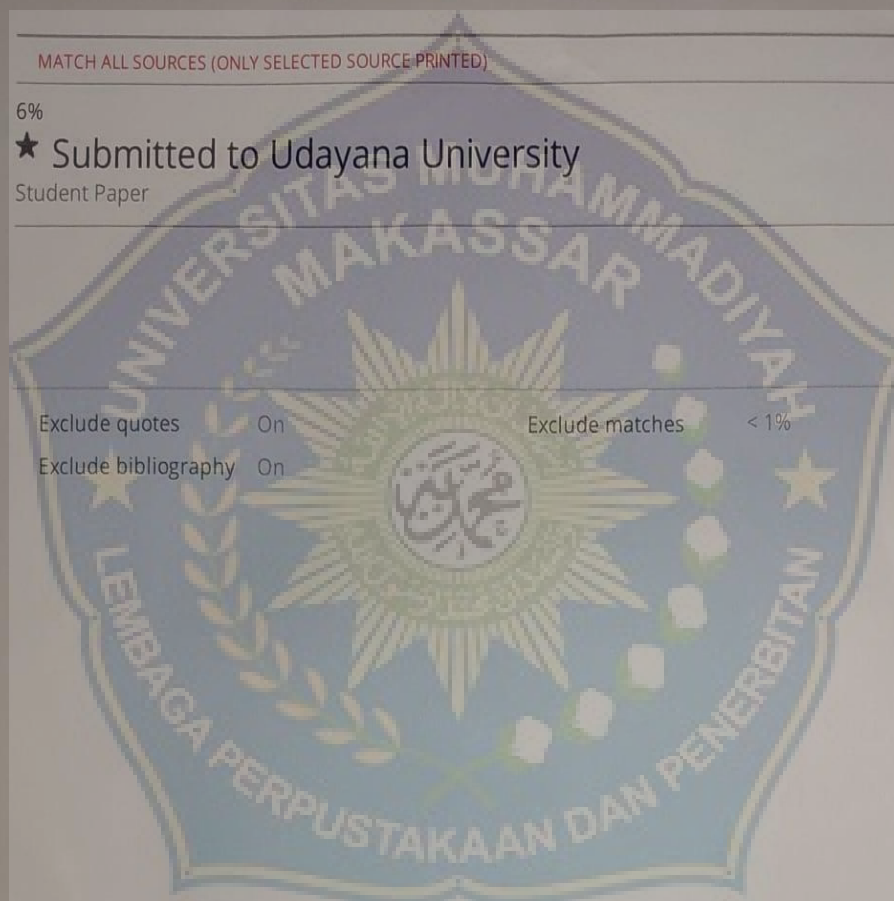 MATCH ALL SOURCES (ONLY SELECTED SOURCE PRINTED)
6%
★ Submitted to Udayana University
Student Paper
UNIVERSITAS MUHAMMADIYAH
MAKASSAR
Exclude quotes On Exclude matches < 1%
Exclude bibliography On
محمدية
LEMBAGA PERPUSTAKAAN DAN PENERBITAN